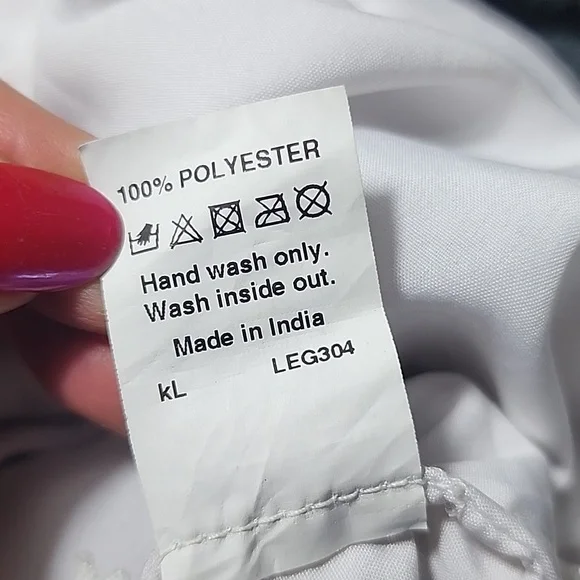 100% POLYESTER
Hand wash only.
Wash inside out.
Made in India
kL LEG304